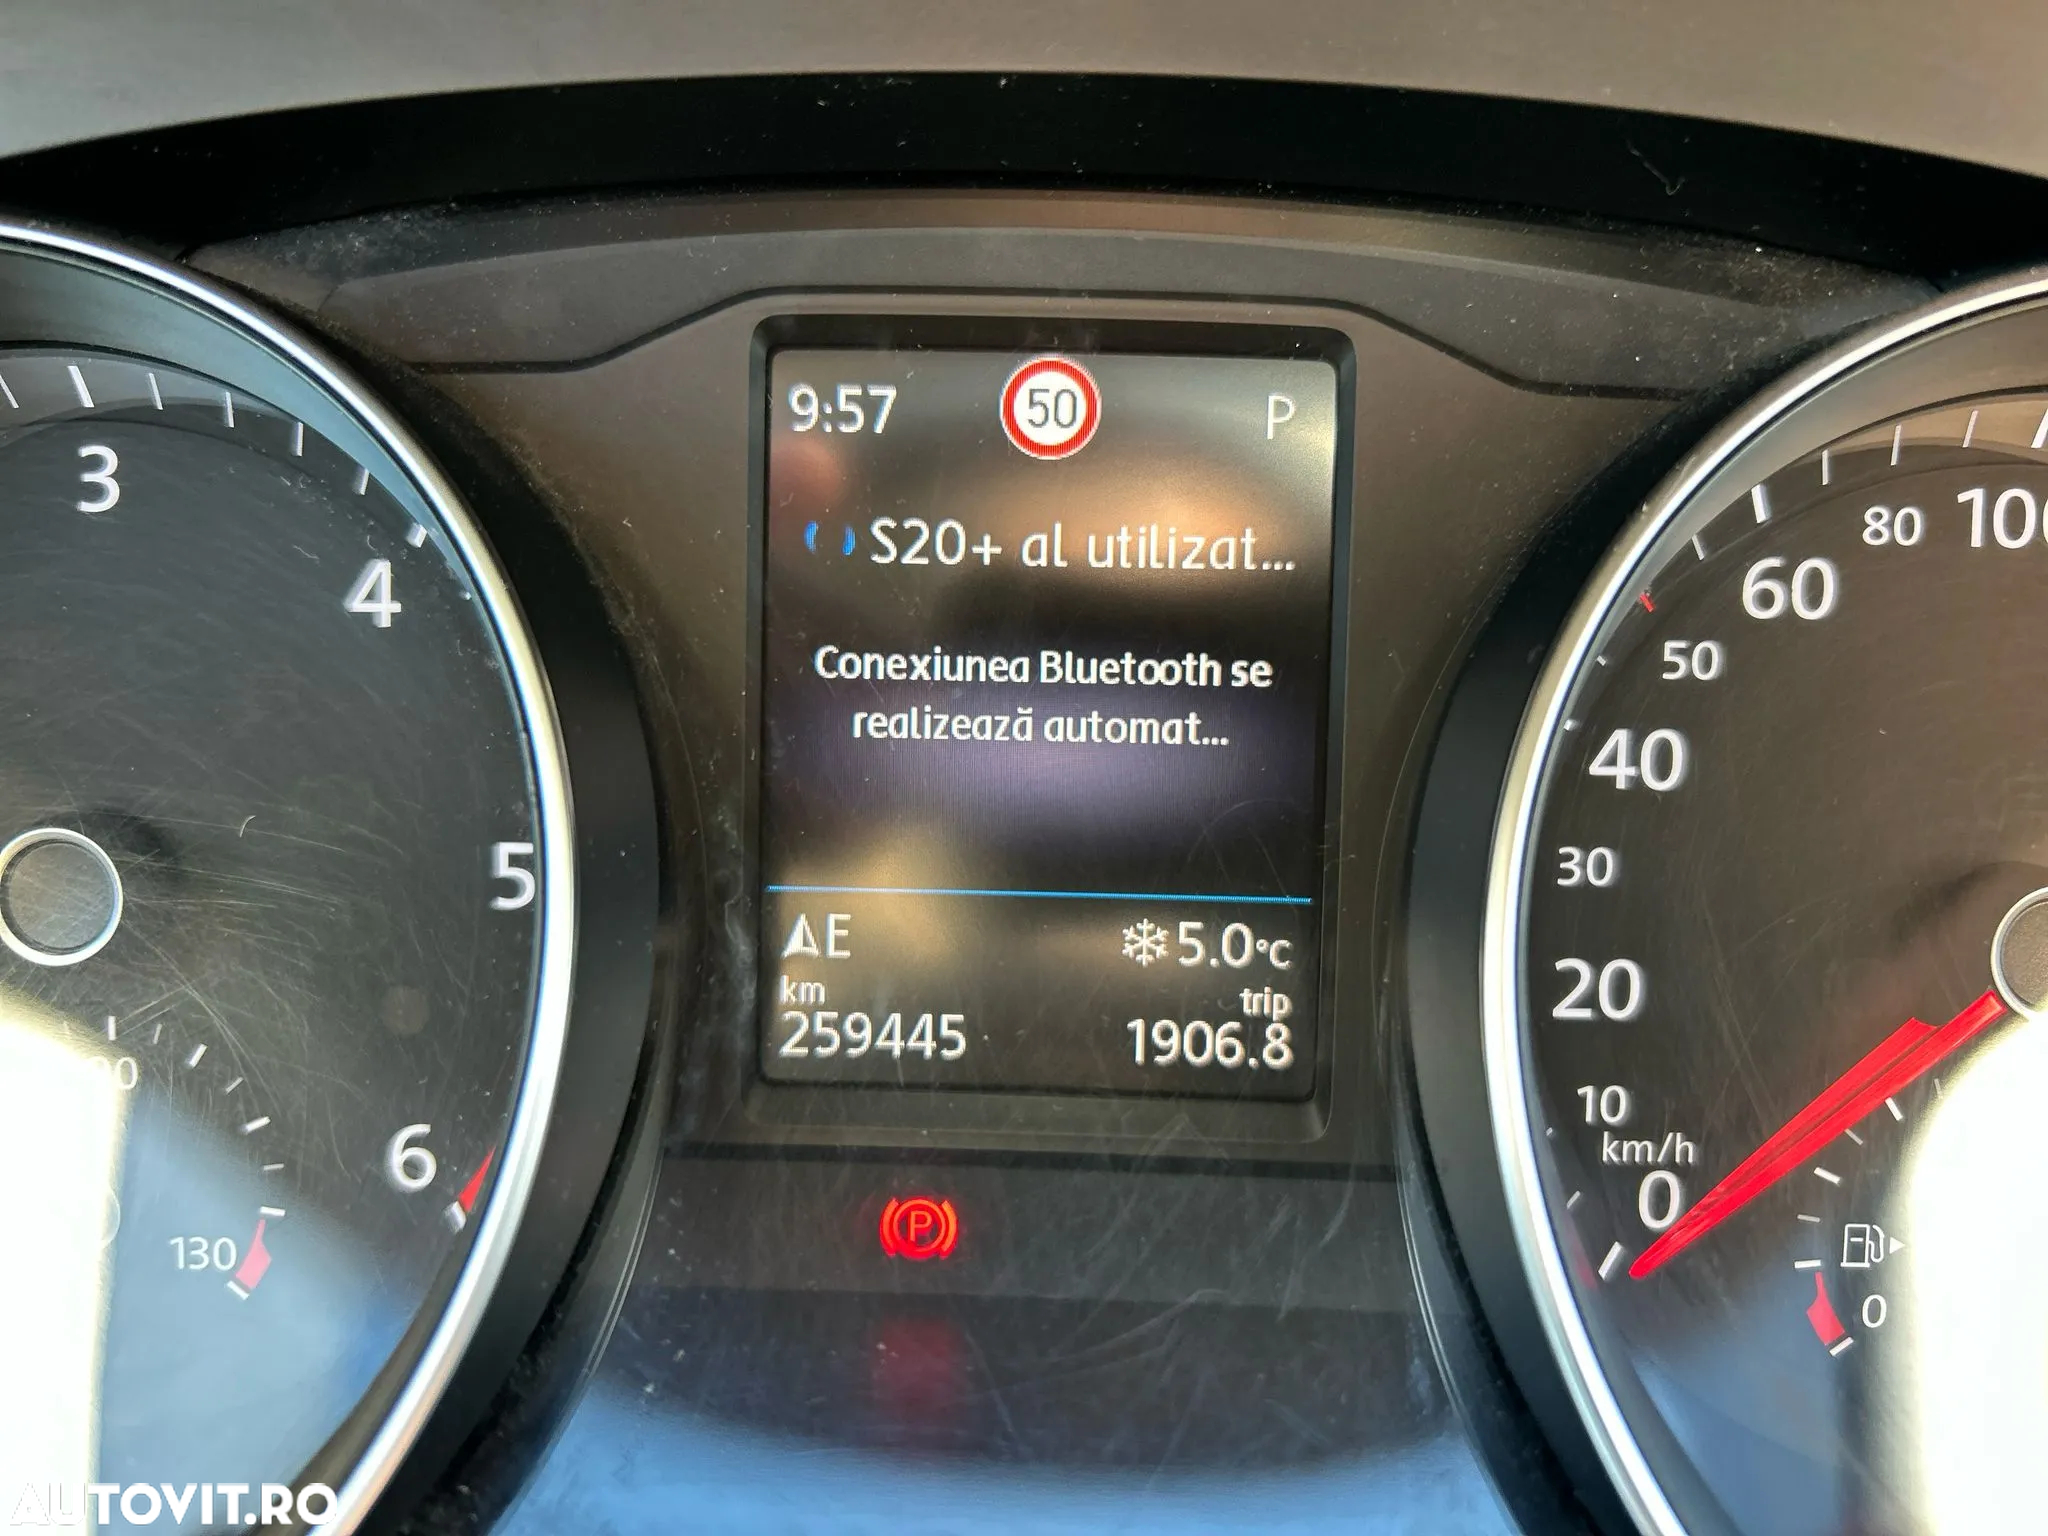 9:57 50 P
S20+ al utilizat...
Conexiunea Bluetooth se
realizează automat...
E 5.0°C
km trip
259445 1906.8
3
4
5
6
130
P
100
80
60
50
40
30
20
10
km/h
0
0
AUTOVIT.RO